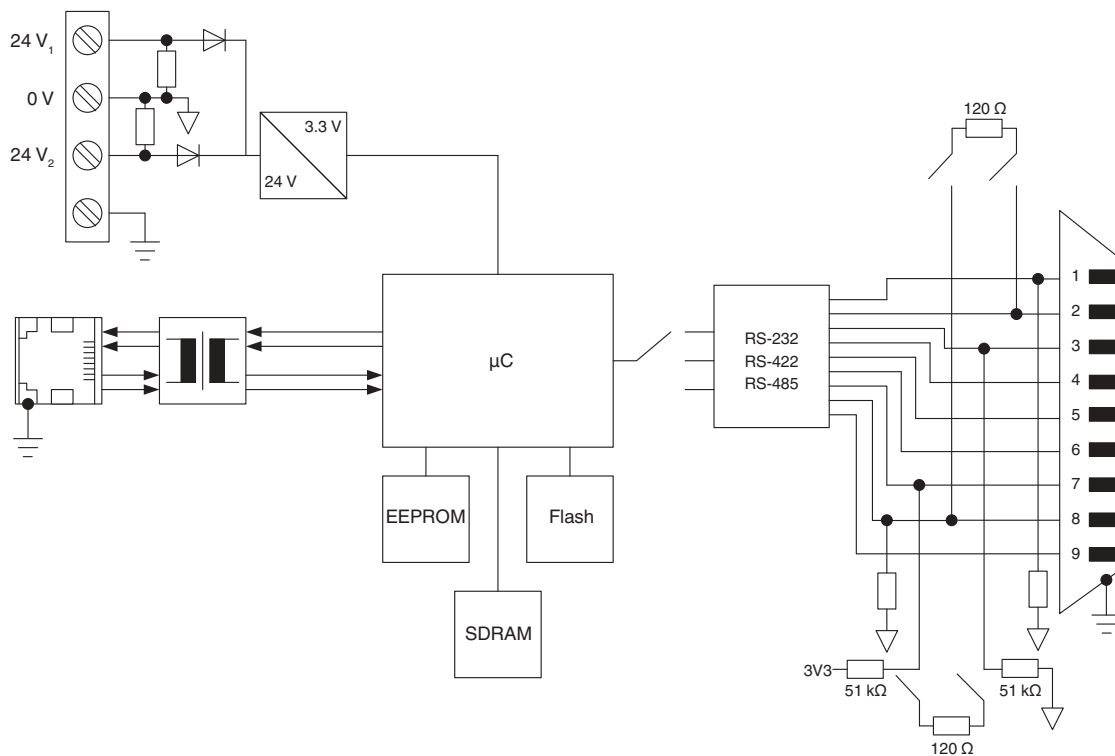 24 V₁
0 V
24 V₂
3.3 V
24 V
120 Ω
µC
RS-232
RS-422
RS-485
1
2
3
4
5
6
7
8
9
EEPROM
Flash
SDRAM
3V3
51 kΩ
51 kΩ
120 Ω